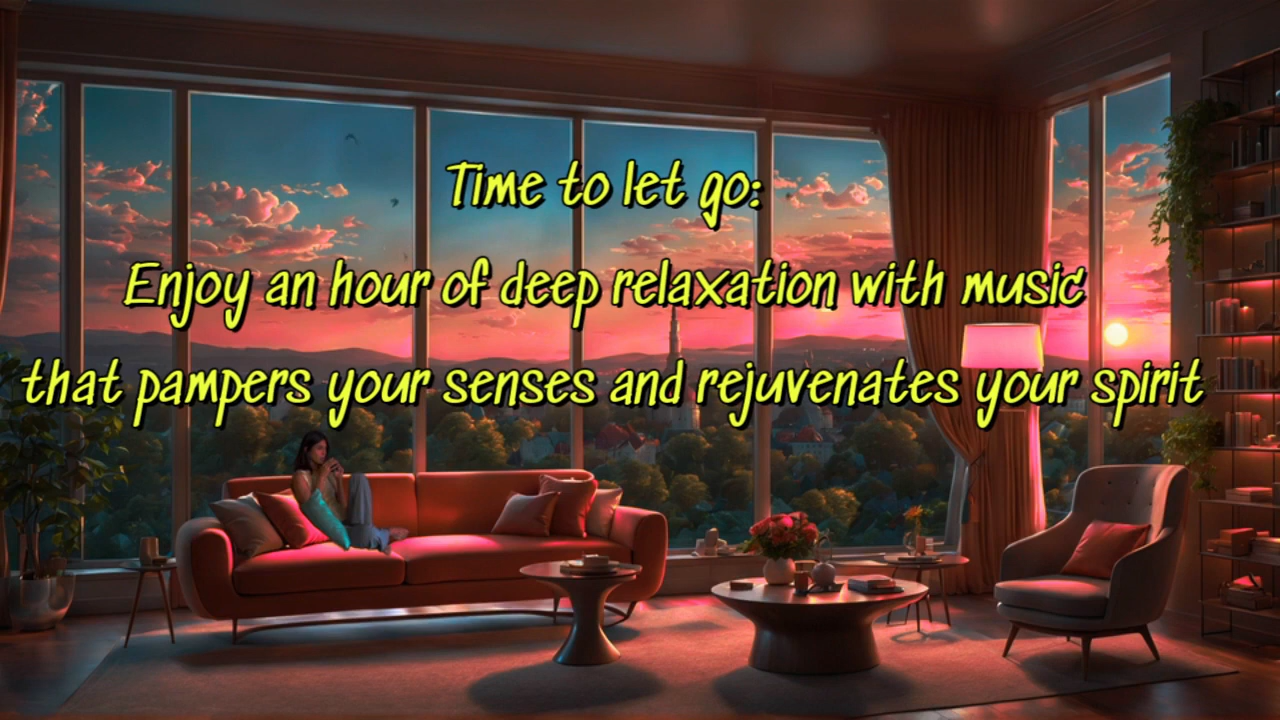 Time to let go:
Enjoy an hour of deep relaxation with music
that pampers your senses and rejuvenates your spirit